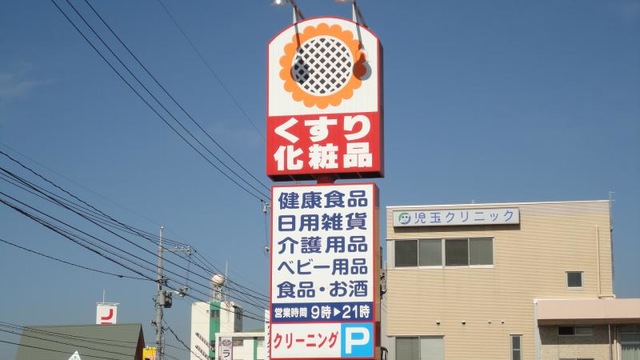 くすり
化粧品
健康食品
日用雑貨
介護用品
ベビー用品
食品・お酒
営業時間 9時▶21時
クリーニング P
児玉クリニック
J